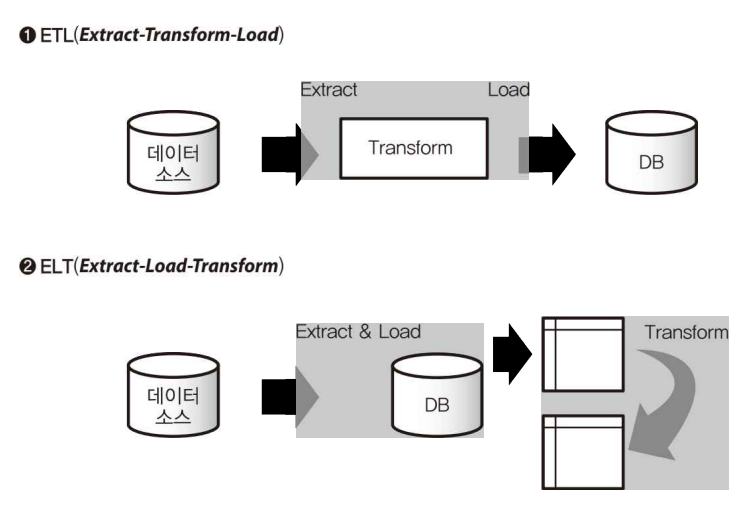 ❶ ETL(Extract-Transform-Load)
Extract
Load
데이터
소스
Transform
DB
❷ ELT(Extract-Load-Transform)
Extract & Load
Transform
데이터
소스
DB